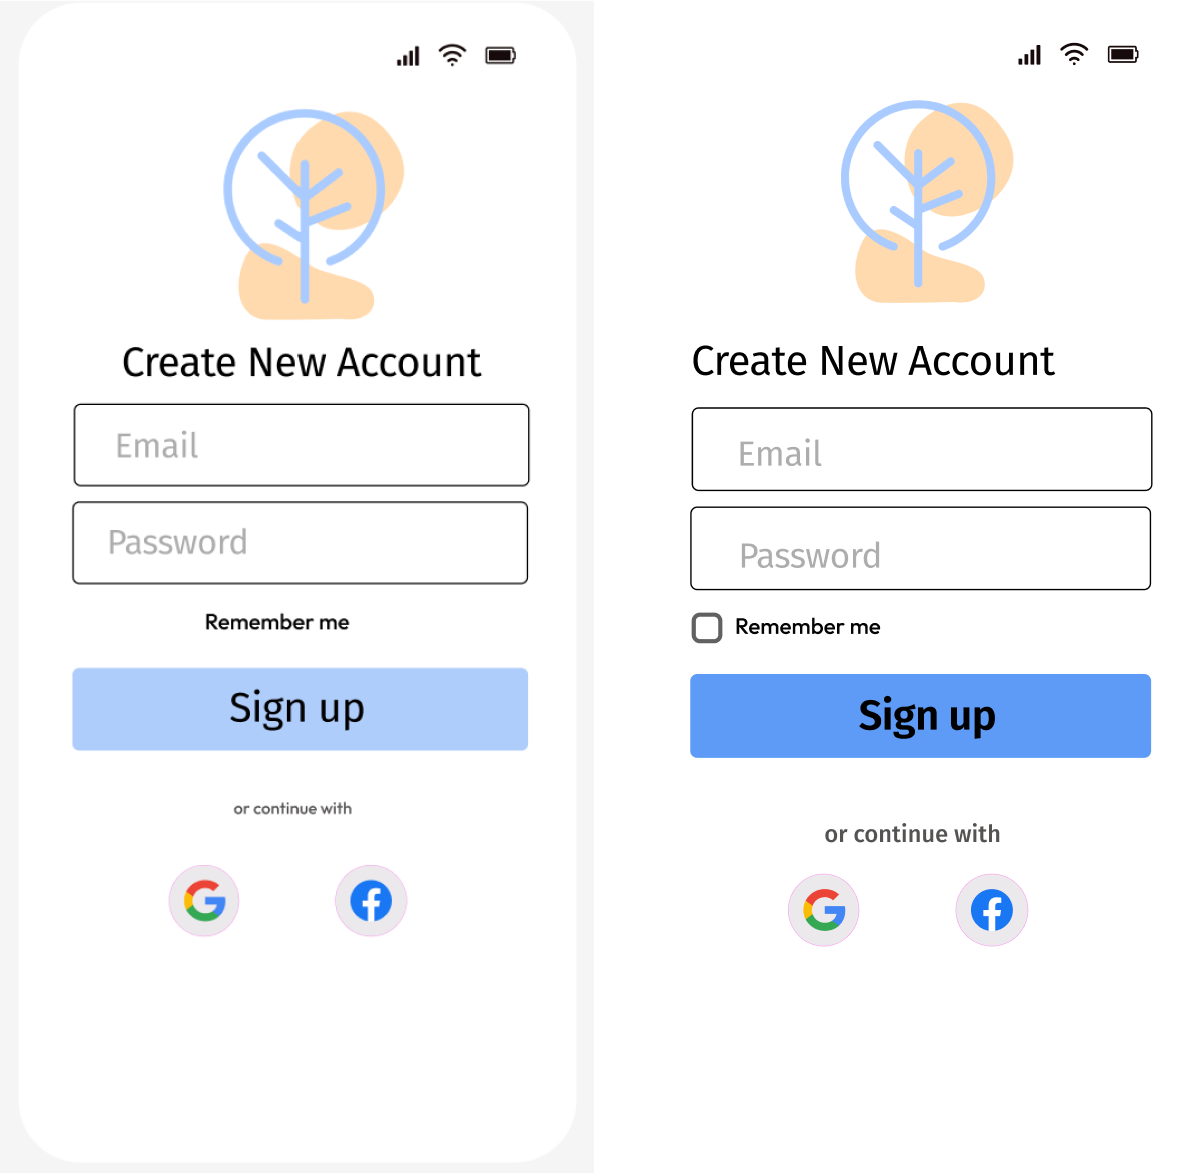 Create New Account
Email
Password
Remember me
Sign up
or continue with
Create New Account
Email
Password
Remember me
Sign up
or continue with